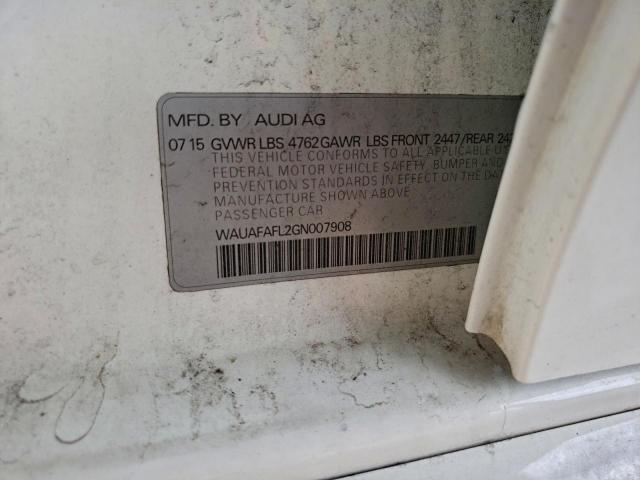 MFD. BY AUDI AG
07 15 GVWR LBS 4762 GAWR LBS FRONT 2447/REAR
THIS VEHICLE CONFORMS TO ALL APPLICABLE
FEDERAL MOTOR VEHICLE SAFETY, BUMPER AND
PREVENTION STANDARDS IN EFFECT ON THE DA
MANUFACTURE SHOWN ABOVE
PASSENGER CAR
WAUAFAFL2GN007908